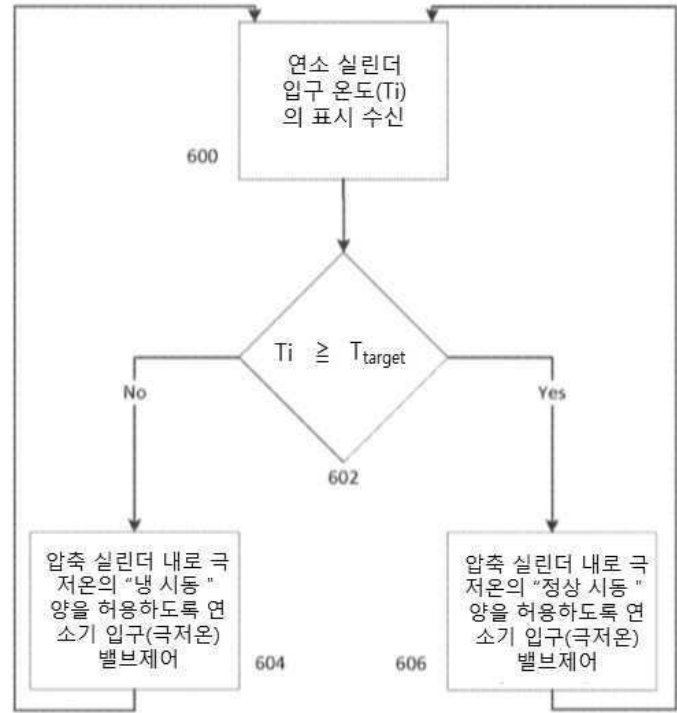 연소 실린더
입구 온도(Ti)
의 표시 수신
600
Ti ≧ Ttarget
No
Yes
602
압축 실린더 내로 극
저온의 “냉 시동 ”
양을 허용하도록 연
소기 입구(극저온)
밸브제어
604
압축 실린더 내로 극
저온의 “정상 시동 ”
양을 허용하도록 연
소기 입구(극저온)
밸브제어
606